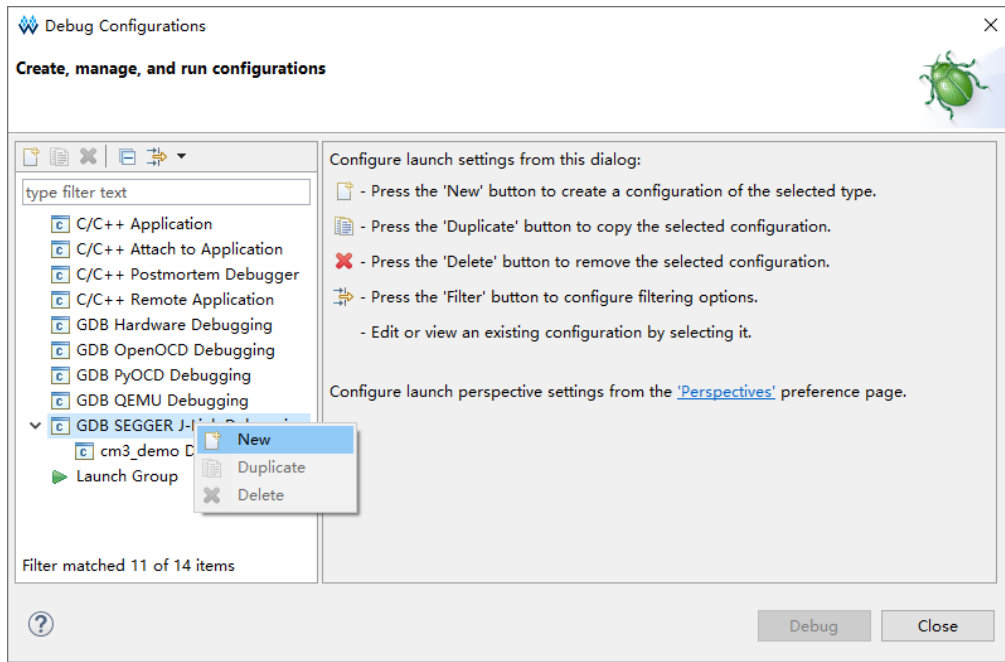 Debug Configurations
Create, manage, and run configurations
type filter text
C/C++ Application
C/C++ Attach to Application
C/C++ Postmortem Debugger
C/C++ Remote Application
GDB Hardware Debugging
GDB OpenOCD Debugging
GDB PyOCD Debugging
GDB QEMU Debugging
GDB SEGGER
cm3_demo
Launch Group
New
Duplicate
Delete
Filter matched 11 of 14 items
Configure launch settings from this dialog:
- Press the 'New' button to create a configuration of the selected type.
- Press the 'Duplicate' button to copy the selected configuration.
- Press the 'Delete' button to remove the selected configuration.
- Press the 'Filter' button to configure filtering options.
- Edit or view an existing configuration by selecting it.
Configure launch perspective settings from the 'Perspectives' preference page.
Debug
Close